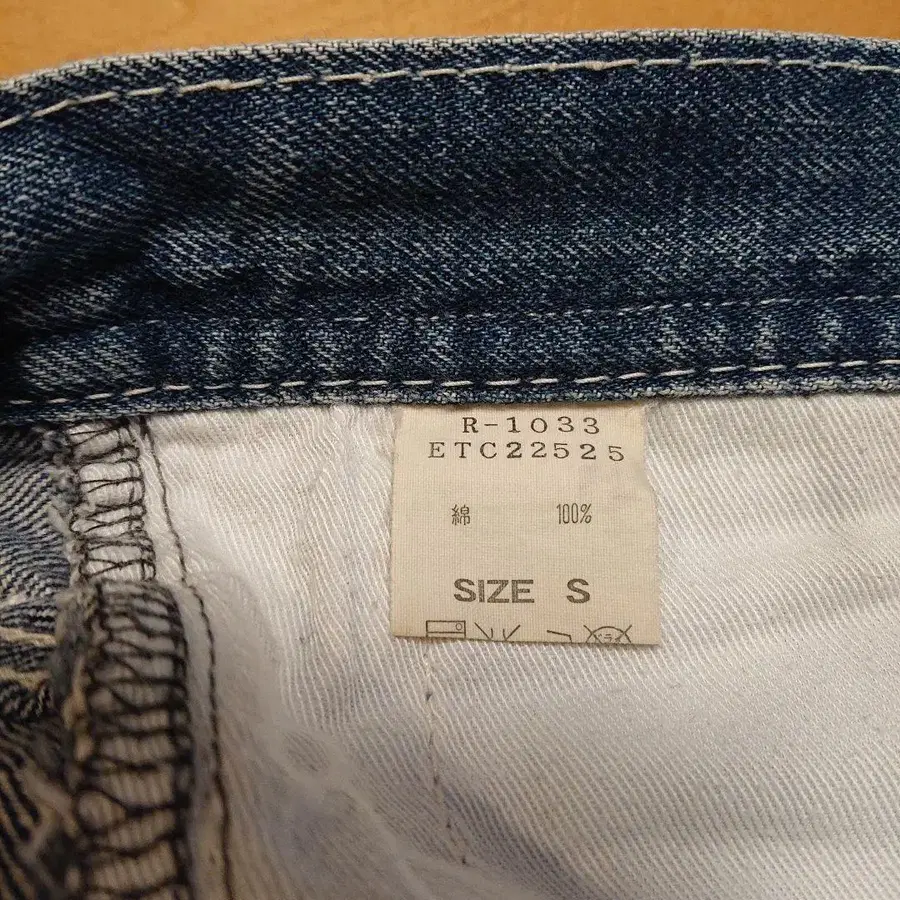 R-1033
ETC22525
綿 100%
SIZE S